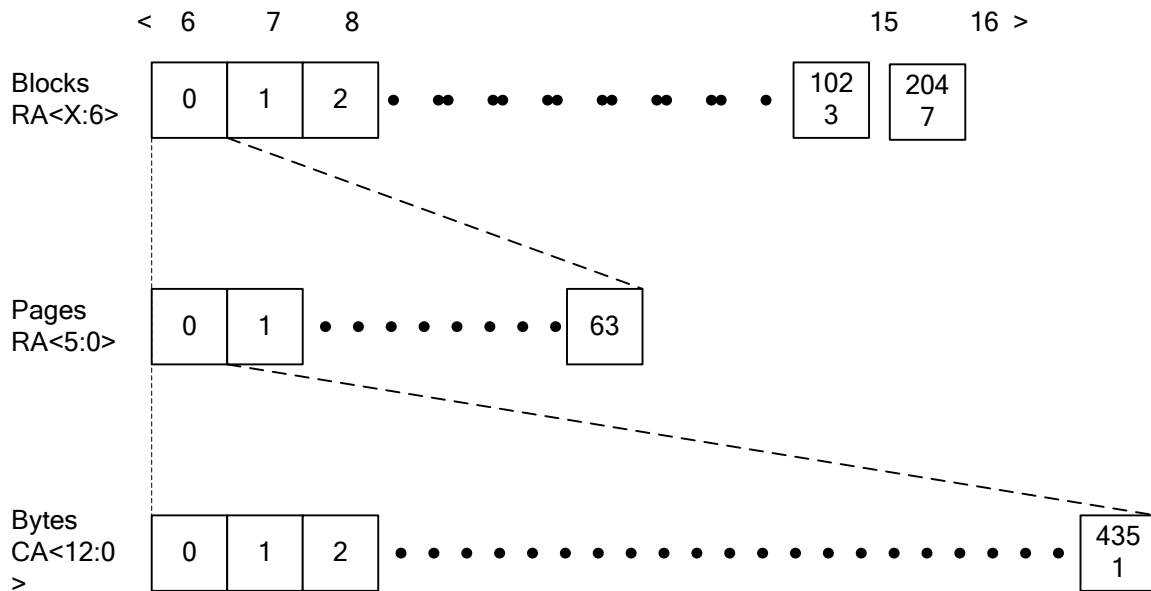 < 6 7 8 15 16 >
Blocks
RA<X:6>
0 1 2 102
3 204
7
Pages
RA<5:0>
0 1 63
Bytes
CA<12:0
>
0 1 2 435
1